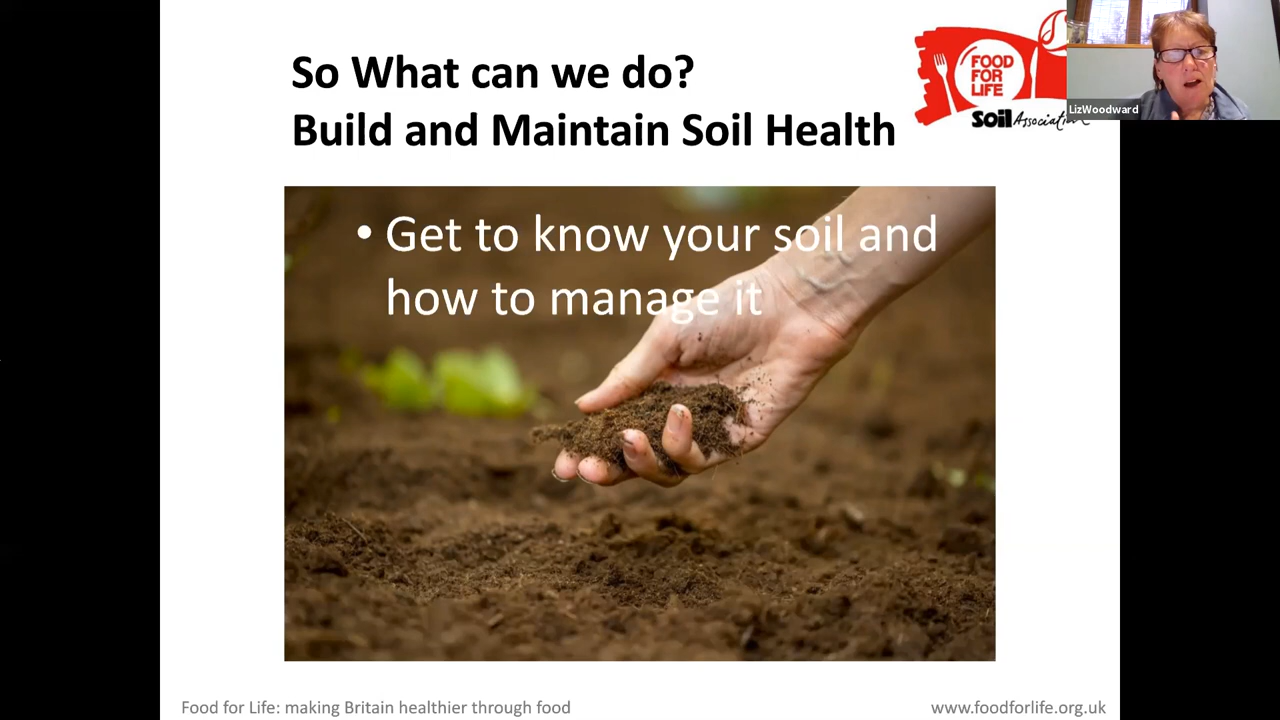 So What can we do?
Build and Maintain Soil Health
FOOD
FOR
LIFE
Soil Association
LizWoodward
• Get to know your soil and
how to manage it
Food for Life: making Britain healthier through food
www.foodforlife.org.uk